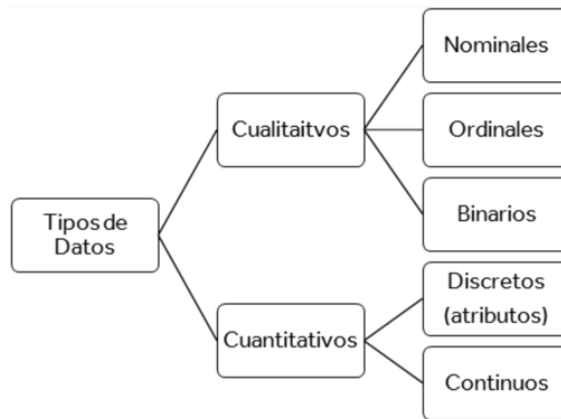 Nominales
Cualitaitvos
Ordinales
Binarios
Tipos de
Datos
Discretos
(atributos)
Cuantitativos
Continuos